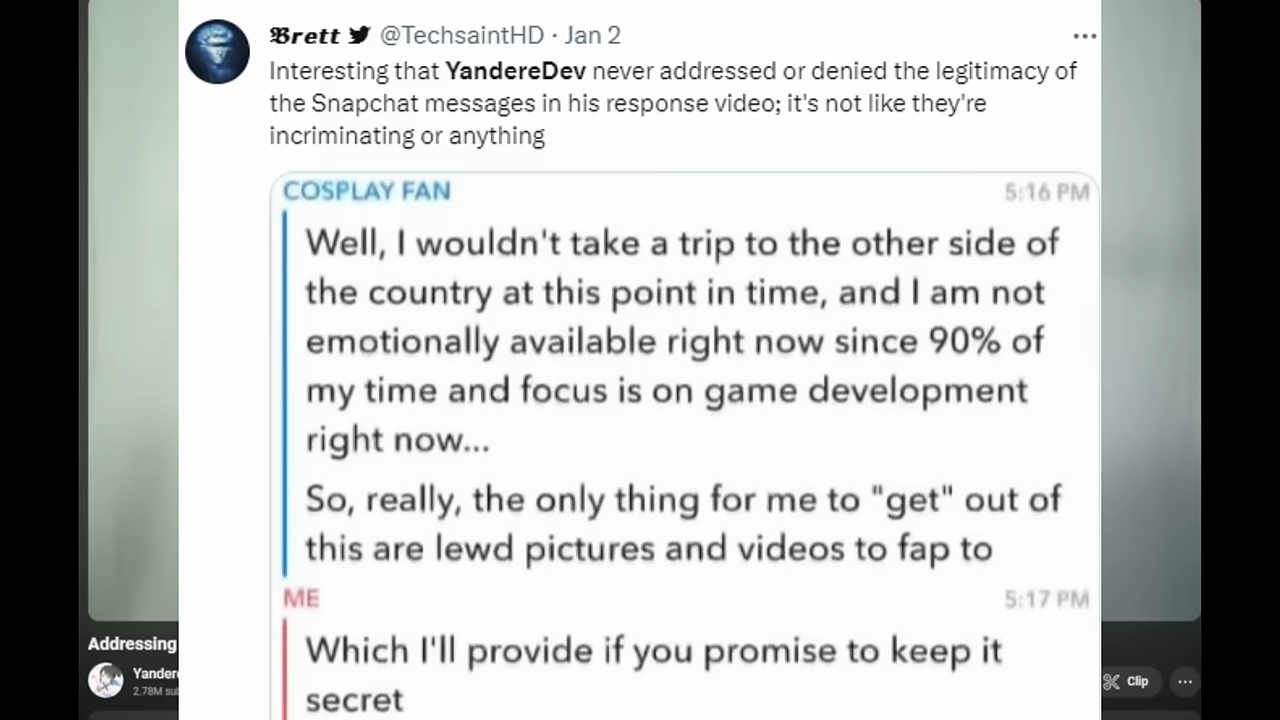 Brett @TechsaintHD · Jan 2
Interesting that YandereDev never addressed or denied the legitimacy of
the Snapchat messages in his response video; it's not like they're
incriminating or anything
COSPLAY FAN 5:16 PM
Well, I wouldn't take a trip to the other side of
the country at this point in time, and I am not
emotionally available right now since 90% of
my time and focus is on game development
right now...
So, really, the only thing for me to "get" out of
this are lewd pictures and videos to fap to
ME 5:17 PM
Which I'll provide if you promise to keep it
secret
Addressing
Yander
2.78M su
Clip